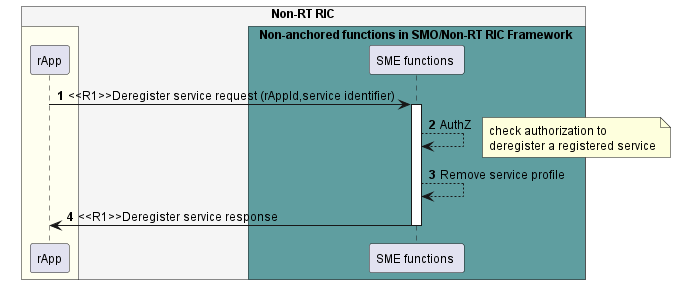 Non-RT RIC
Non-anchored functions in SMO/Non-RT RIC Framework
rApp
SME functions
1 <<R1>>Deregister service request (rAppId,service identifier)
2 AuthZ
check authorization to
deregister a registered service
3 Remove service profile
4 <<R1>>Deregister service response
rApp
SME functions